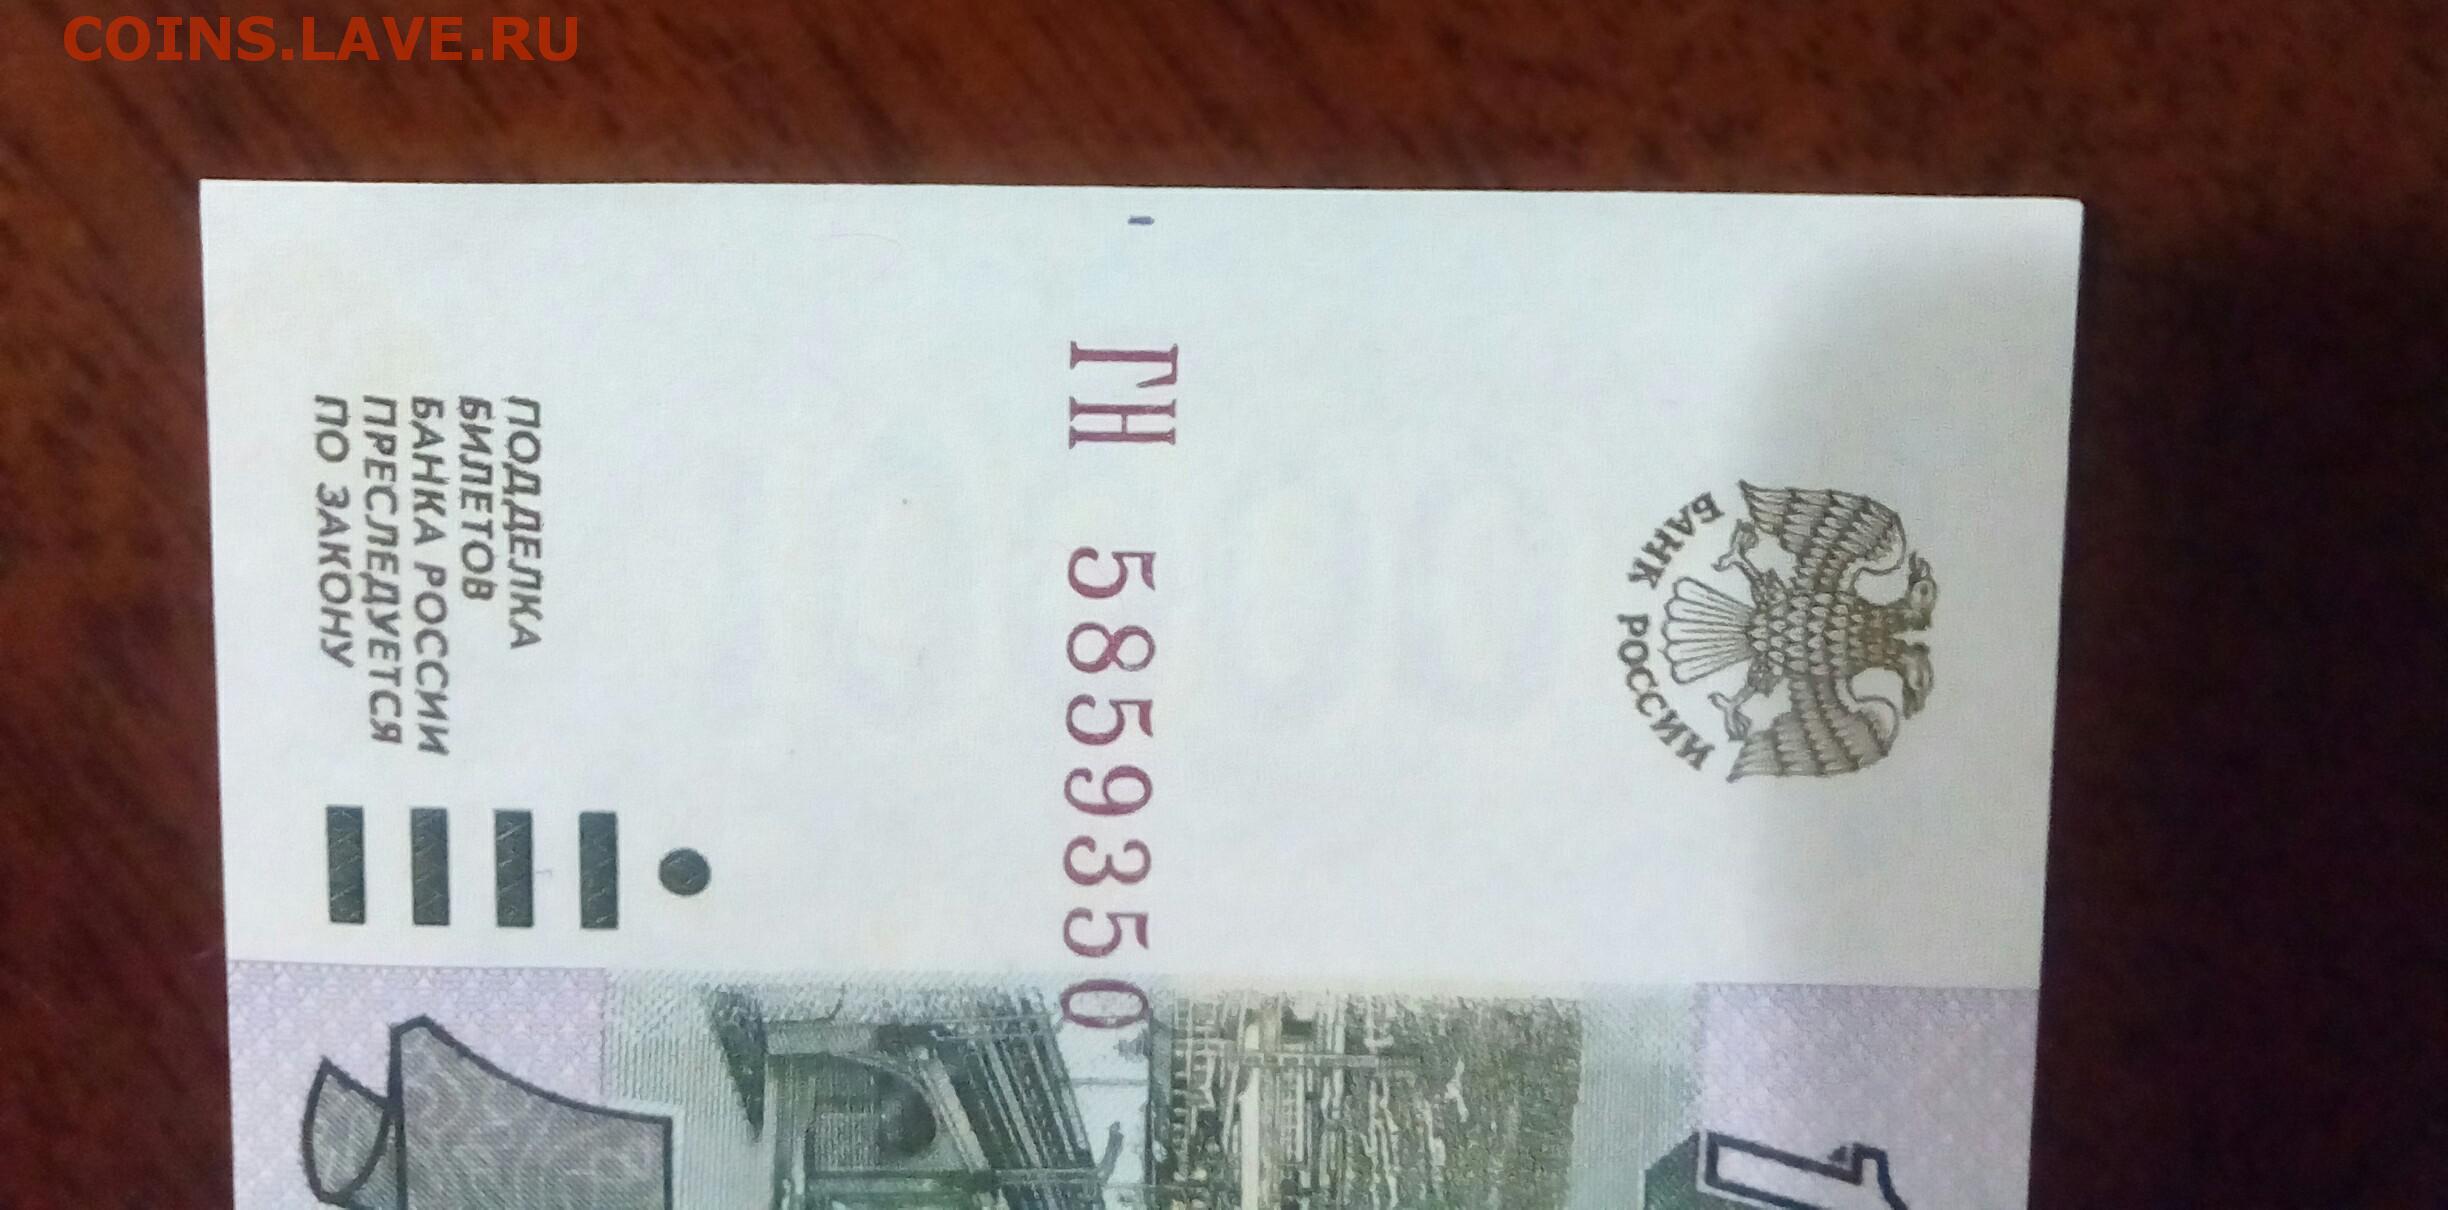 COINS.LAVE.RU
БАНК РОССИИ
ГН 5859350
ПОДДЕЛКА
БИЛЕТОВ
БАНКА РОССИИ
ПРЕСЛЕДУЕТСЯ
ПО ЗАКОНУ